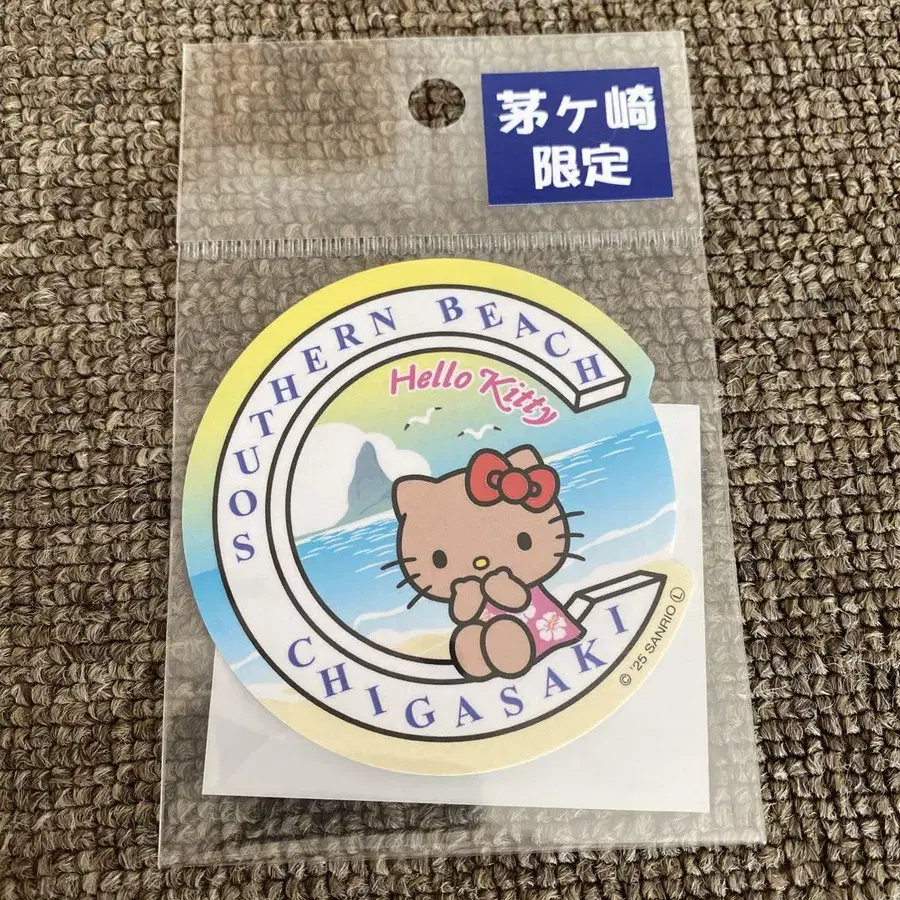 茅ヶ崎
限定
SOUTHERN BEACH
Hello Kitty
CHIGASAKI
© '25 SANRIO Ⓛ